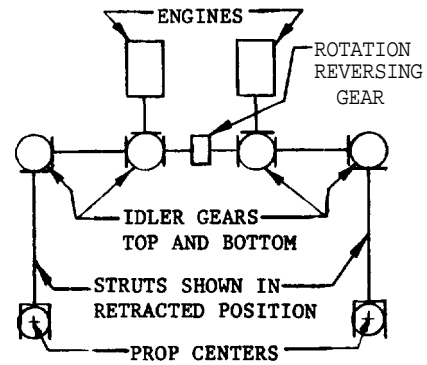 ENGINES
ROTATION
REVERSING
GEAR
IDLER GEARS
TOP AND BOTTOM
STRUTS SHOWN IN
RETRACTED POSITION
PROP CENTERS